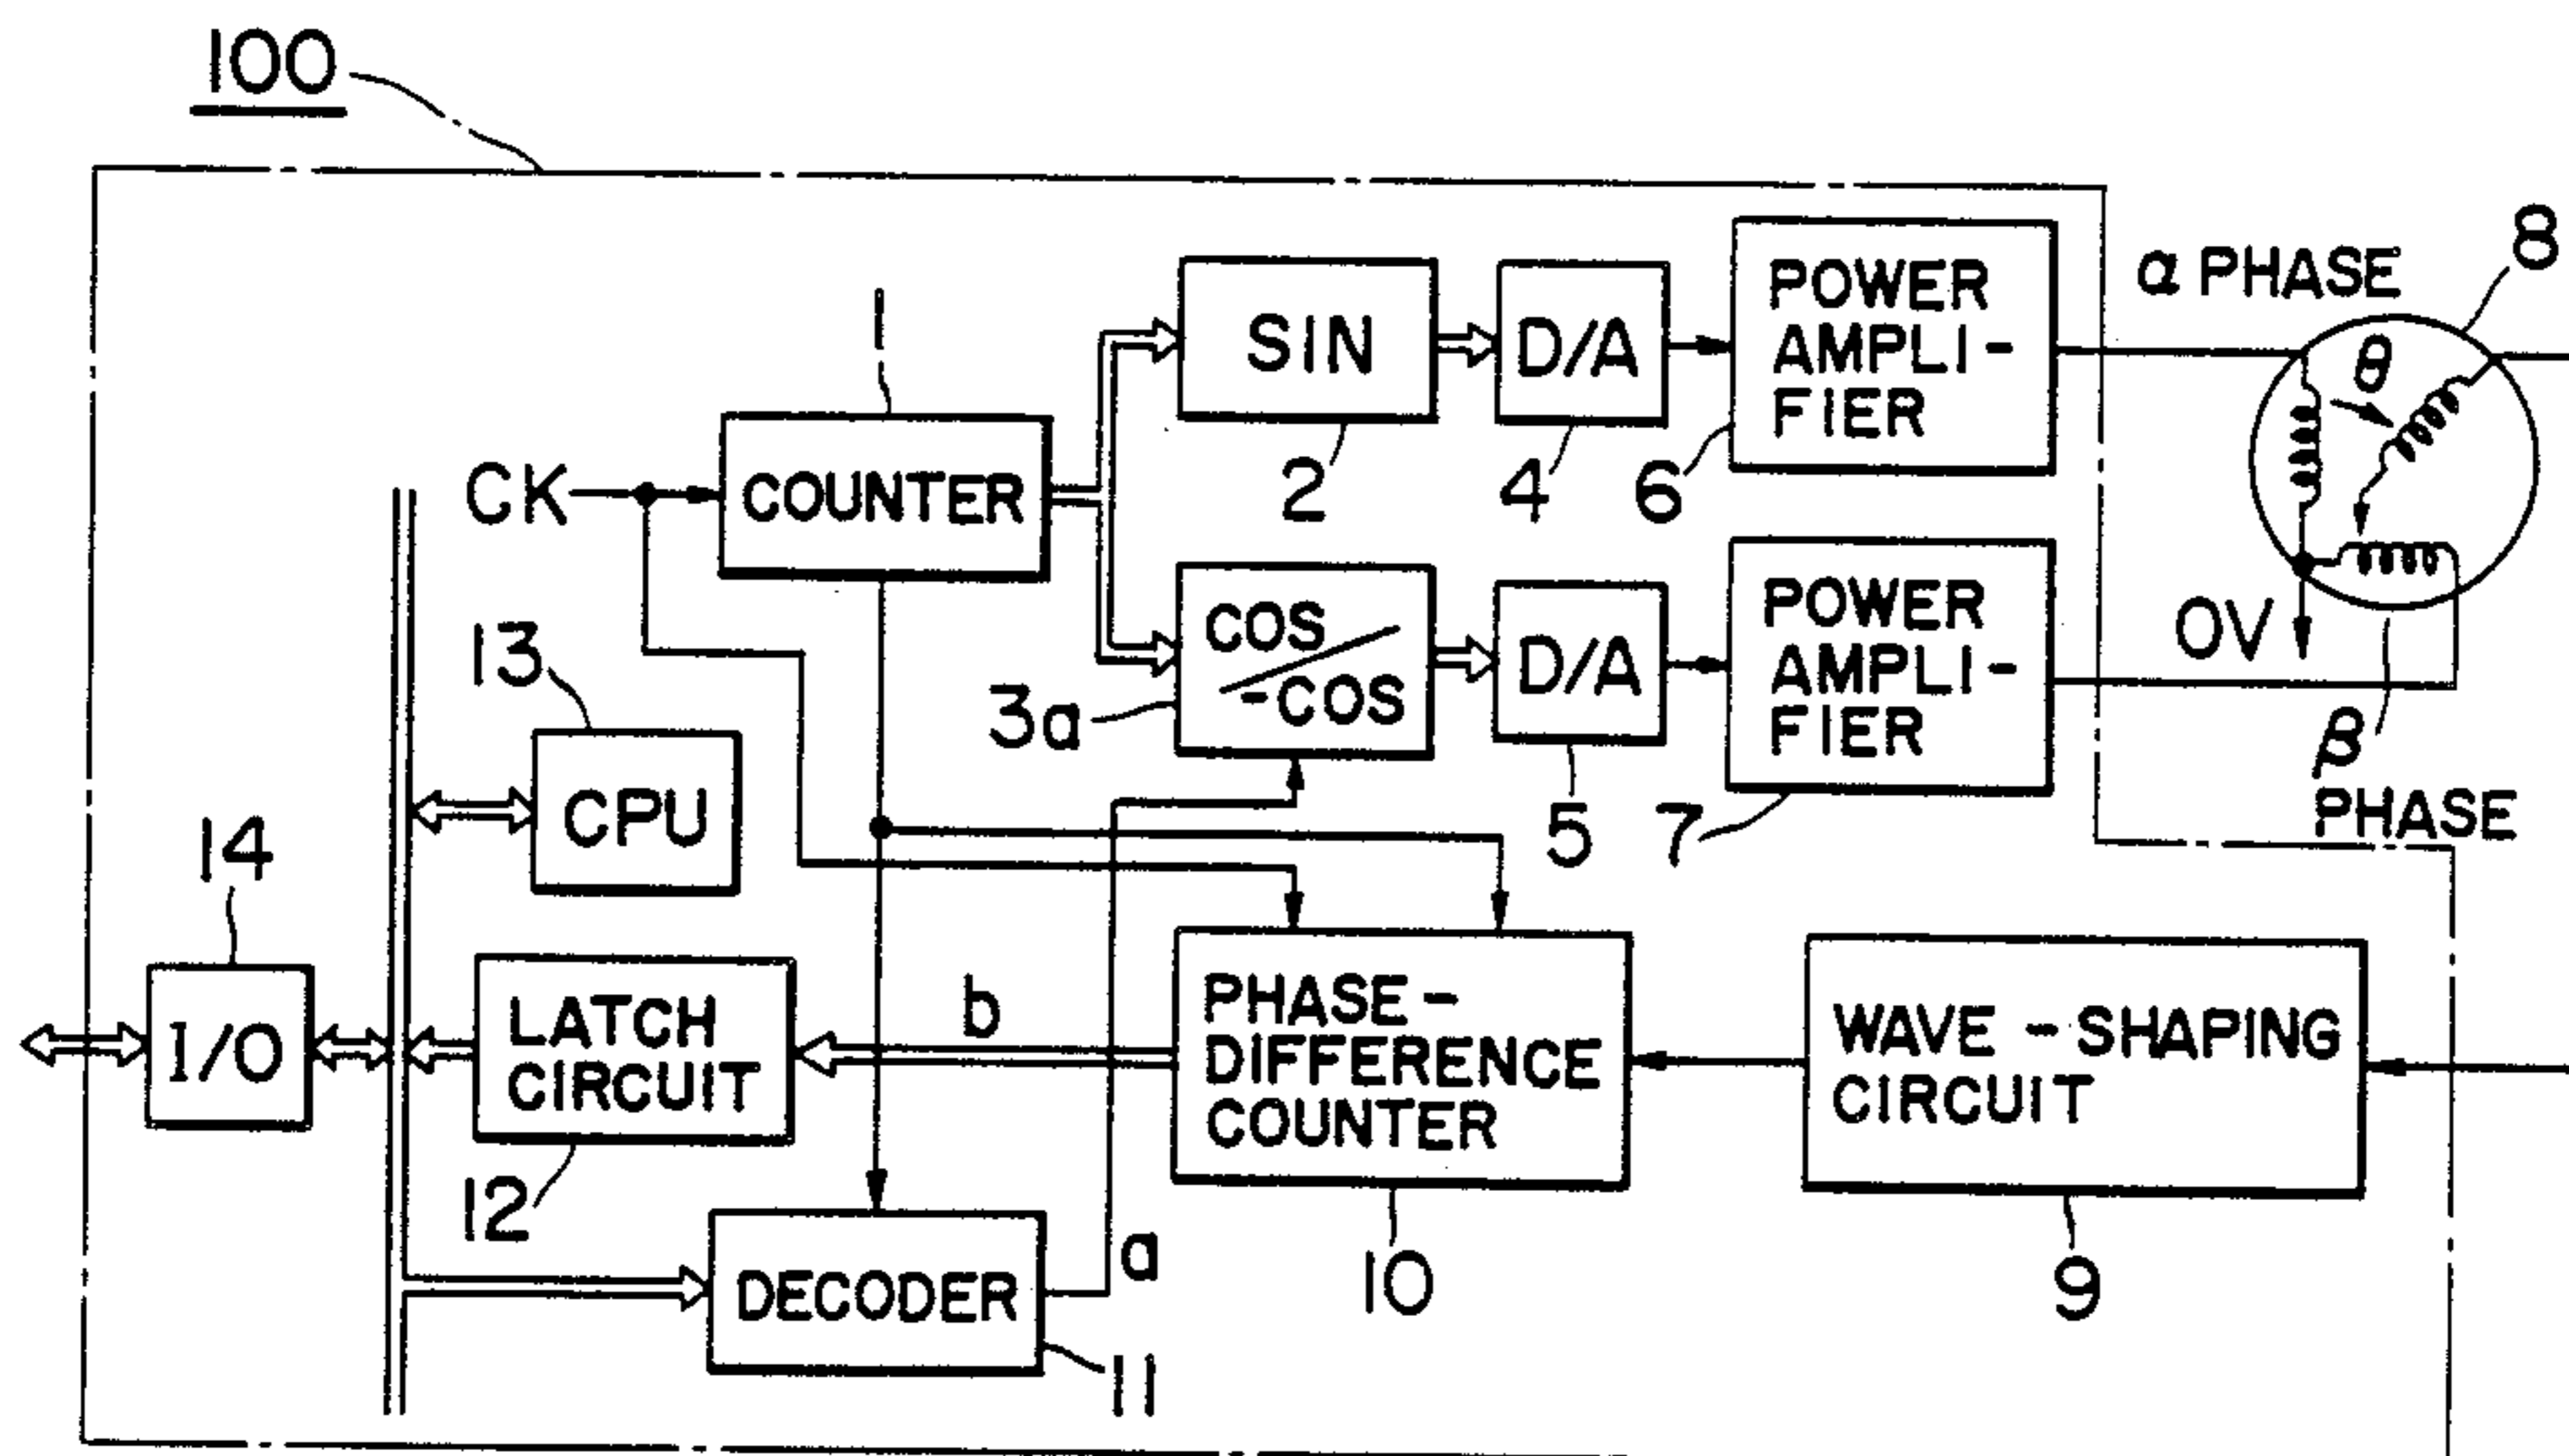 100
8
α PHASE
POWER
AMPLI-
FIER
SIN
D/A
θ
1
2
4
6
CK
COUNTER
COS
-COS
D/A
POWER
AMPLI-
FIER
0V
13
3a
β
PHASE
CPU
5
7
14
I/O
LATCH
CIRCUIT
b
PHASE-
DIFFERENCE
COUNTER
WAVE-SHAPING
CIRCUIT
12
a
DECODER
10
9
11